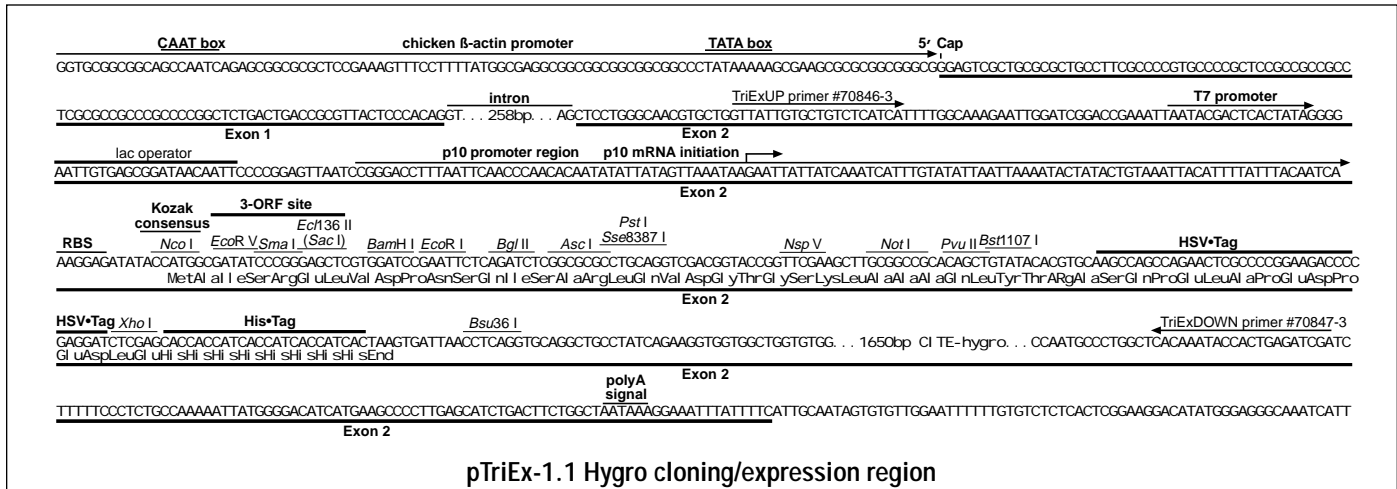 CAAT box chicken ß-actin promoter TATA box 5′ Cap
GGTGCGGCGGCAGCCAATCAGAGCGGCGCGCTCCGAAAGTTTCCTTTTATGGCGAGGCGGCGGCGGCGGCGGCCCTATAAAAAGCGAAGCGCGCGGCGGGCGGGAGTCGCTGCGCGCTGCCTTCGCCCCGTGCCCCGCTCCGCCGCCGCC
intron TriExUP primer #70846-3 T7 promoter
TCGCGCCGCCCGCCCCGGCTCTGACTGACCGCGTTACTCCCACAGGT...258bp...AGCTCCTGGGCAACGTGCTGGTTATTGTGCTGTCTCATCATTTTGGCAAAGAATTGGATCGGACCGAAATTAATACGACTCACTATAGGGG
Exon 1 Exon 2
lac operator p10 promoter region p10 mRNA initiation
AATTGTGAGCGGATAACAATTCCCCGGAGTTAATCCGGGACCTTTAATTCAACCCAACACAATATATTATAGTTAAATAAGAATTATTATCAAATCATTTGTATATTAATTAAAATACTATACTGTAAATTACATTTTATTTACAATCA
Exon 2
Kozak consensus 3-ORF site
RBS Nco I EcoR V Sma I Ecl136 II (Sac I) BamH I EcoR I Bgl II Asc I Pst I Sse8387 I Nsp V Not I Pvu II Bst1107 I HSV•Tag
AAGGAGATATACCATGGCGATATCCCGGGAGCTCGTGGATCCGAATTCTCAGATCTCGGCGCGCCTGCAGGTCGACGGTACCGGTTCGAAGCTTGCGGCCGCACAGCTGTATACACGTGCAAGCCAGCCAGAACTCGCCCCGGAAGACCCC
MetAlaIleSerArgGluLeuValAspProAsnSerGlnIleSerAlaArgLeuGlnValAspGlyThrGlySerLysLeuAlaAlaAlaGlnLeuTyrThrARgAlaSerGlnProGluLeuAlaProGluAspPro
Exon 2
HSV•Tag Xho I His•Tag Bsu36 I TriExDOWN primer #70847-3
GAGGATCTCGAGCACCACCATCACCATCACCATCACTAAGTGATTAACCTCAGGTGCAGGCTGCCTATCAGAAGGTGGTGGCTGGTGTGG...1650bp CITE-hygro...CCAATGCCCTGGCTCACAAATACCACTGAGATCGATC
GluAspLeuGluHisHisHisHisHisHisHisHisEnd
Exon 2
polyA signal
TTTTTCCCTCTGCCAAAAATTATGGGGACATCATGAAGCCCCTTGAGCATCTGACTTCTGGCTAATAAAGGAAATTTATTTTCATTGCAATAGTGTGTTGGAATTTTTTGTGTCTCTCACTCGGAAGGACATATGGGAGGGCAAATCATT
Exon 2
pTriEx-1.1 Hygro cloning/expression region